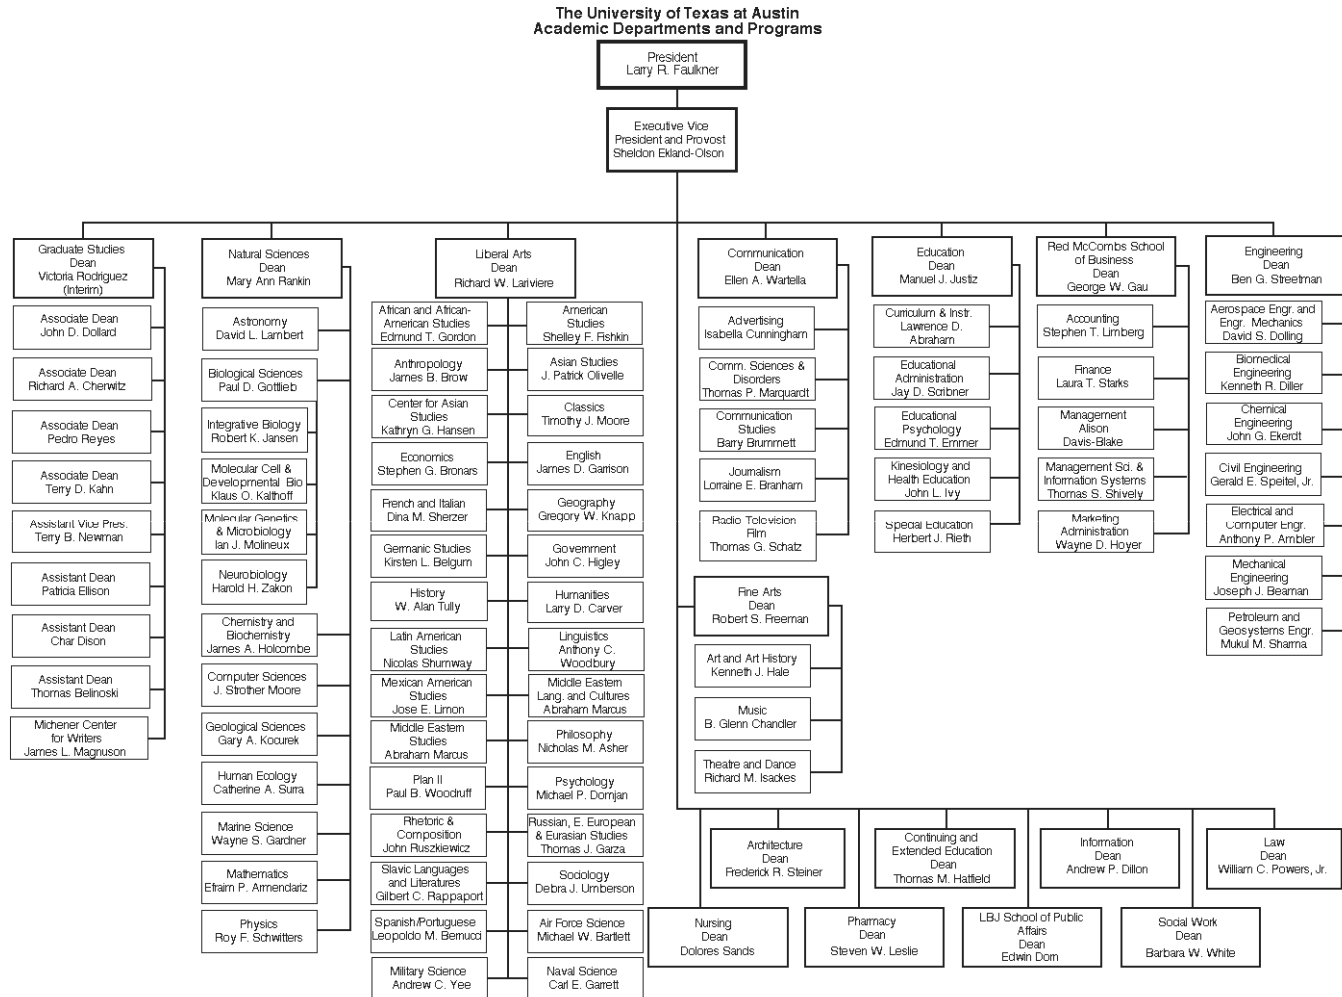 The University of Texas at Austin
Academic Departments and Programs
President
Larry R. Faulkner
Executive Vice
President and Provost
Sheldon Ekland-Olson
Graduate Studies
Dean
Victoria Rodriguez
(Interim)
Associate Dean
John D. Dollard
Associate Dean
Richard A. Cherwitz
Associate Dean
Pedro Reyes
Associate Dean
Terry D. Kahn
Assistant Vice Pres.
Terry B. Newman
Assistant Dean
Patricia Ellison
Assistant Dean
Char Dison
Assistant Dean
Thomas Belinoski
Michener Center
for Writers
James L. Magnuson
Natural Sciences
Dean
Mary Ann Rankin
Astronomy
David L. Lambert
Biological Sciences
Paul D. Gottlieb
Integrative Biology
Robert K. Jansen
Molecular Cell &
Developmental Bio
Klaus O. Kalthoff
Molecular Genetics
& Microbiology
Ian J. Molineux
Neurobiology
Harold H. Zakon
Chemistry and
Biochemistry
James A. Holcombe
Computer Sciences
J. Strother Moore
Geological Sciences
Gary A. Kocurek
Human Ecology
Catherine A. Surra
Marine Science
Wayne S. Gardner
Mathematics
Efraim P. Armendariz
Physics
Roy F. Schwitters
Liberal Arts
Dean
Richard W. Lariviere
African and African-
American Studies
Edmund T. Gordon
Anthropology
James B. Brow
Center for Asian
Studies
Kathryn G. Hansen
Economics
Stephen G. Bronars
French and Italian
Dina M. Sherzer
Germanic Studies
Kirsten L. Belgum
History
W. Alan Tully
Latin American
Studies
Nicolas Shumway
Mexican American
Studies
Jose E. Limon
Middle Eastern
Studies
Abraham Marcus
Plan II
Paul B. Woodruff
Rhetoric &
Composition
John Ruszkiewicz
Slavic Languages
and Literatures
Gilbert C. Rappaport
Spanish/Portuguese
Leopoldo M. Bernucci
Military Science
Andrew C. Yee
American
Studies
Shelley F. Fishkin
Asian Studies
J. Patrick Olivelle
Classics
Timothy J. Moore
English
James D. Garrison
Geography
Gregory W. Knapp
Government
John C. Higley
Humanities
Larry D. Carver
Linguistics
Anthony C.
Woodbury
Middle Eastern
Lang. and Cultures
Abraham Marcus
Philosophy
Nicholas M. Asher
Psychology
Michael P. Domjan
Russian, E. European
& Eurasian Studies
Thomas J. Garza
Sociology
Debra J. Umberson
Air Force Science
Michael W. Bartlett
Naval Science
Carl E. Garrett
Communication
Dean
Ellen A. Wartella
Advertising
Isabella Cunningham
Comm. Sciences &
Disorders
Thomas P. Marquardt
Communication
Studies
Barry Brummett
Journalism
Lorraine E. Branham
Radio Television
Film
Thomas G. Schatz
Fine Arts
Dean
Robert S. Freeman
Art and Art History
Kenneth J. Hale
Music
B. Glenn Chandler
Theatre and Dance
Richard M. Isackes
Education
Dean
Manuel J. Justiz
Curriculum & Instr.
Lawrence D.
Abraham
Educational
Administration
Jay D. Scribner
Educational
Psychology
Edmund T. Emmer
Kinesiology and
Health Education
John L. Ivy
Special Education
Herbert J. Rieth
Red McCombs School
of Business
Dean
George W. Gau
Accounting
Stephen T. Limberg
Finance
Laura T. Starks
Management
Alison
Davis-Blake
Management Sci. &
Information Systems
Thomas S. Shively
Marketing
Administration
Wayne D. Hoyer
Engineering
Dean
Ben G. Streetman
Aerospace Engr. and
Engr. Mechanics
David S. Dolling
Biomedical
Engineering
Kenneth R. Diller
Chemical
Engineering
John G. Ekerdt
Civil Engineering
Gerald E. Speitel, Jr.
Electrical and
Computer Engr.
Anthony P. Ambler
Mechanical
Engineering
Joseph J. Beaman
Petroleum and
Geosystems Engr.
Mukul M. Sharma
Architecture
Dean
Frederick R. Steiner
Continuing and
Extended Education
Dean
Thomas M. Hatfield
Information
Dean
Andrew P. Dillon
Law
Dean
William C. Powers, Jr.
Nursing
Dean
Dolores Sands
Pharmacy
Dean
Steven W. Leslie
LBJ School of Public
Affairs
Dean
Edwin Dorn
Social Work
Dean
Barbara W. White